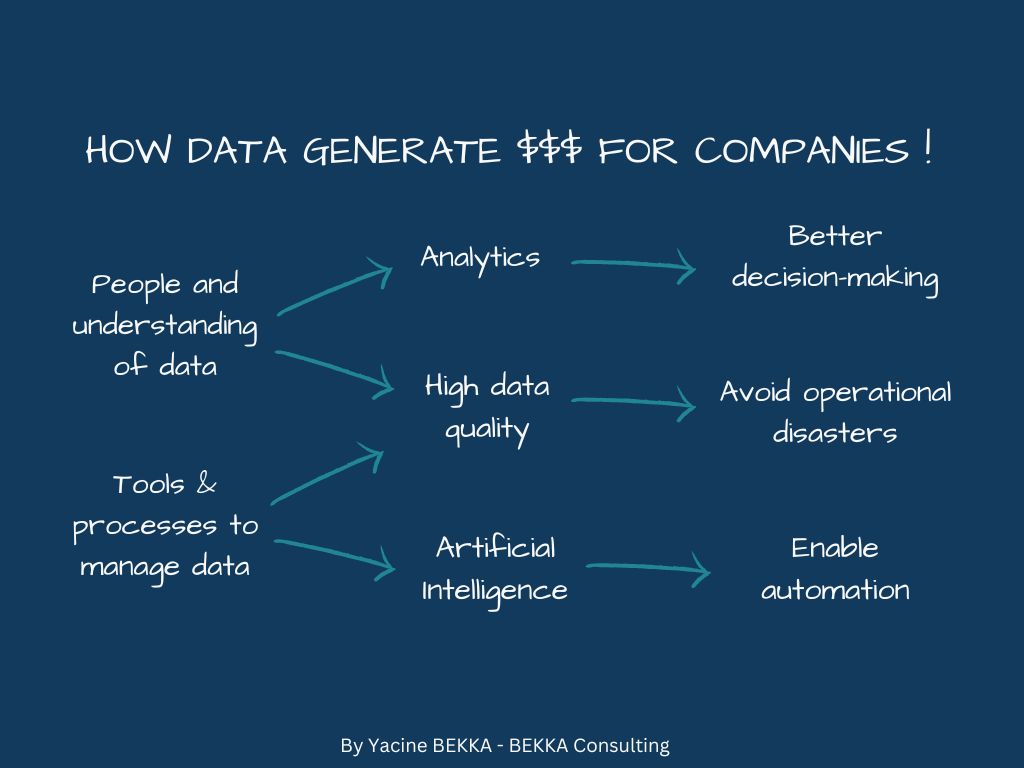 HOW DATA GENERATE $$$ FOR COMPANIES !
People and
understanding
of data
Tools &
processes to
manage data
Analytics
High data
quality
Artificial
Intelligence
Better
decision-making
Avoid operational
disasters
Enable
automation
By Yacine BEKKA - BEKKA Consulting